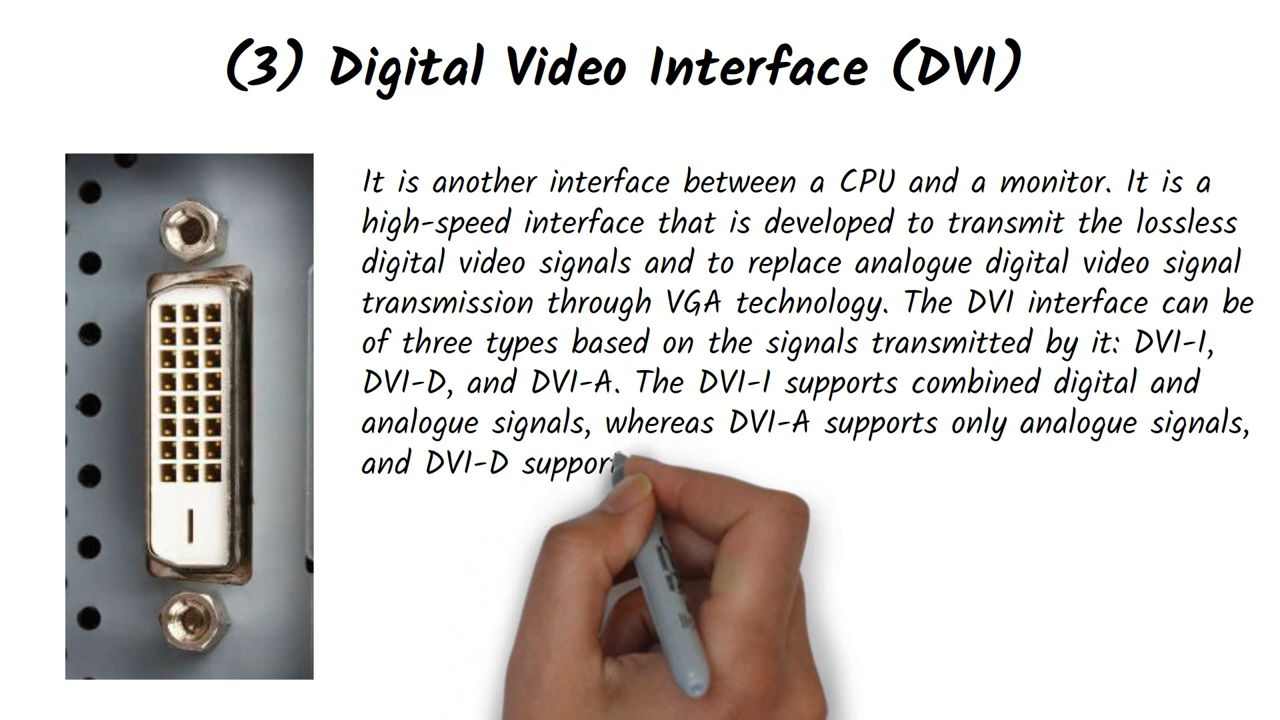 (3) Digital Video Interface (DVI)
It is another interface between a CPU and a monitor. It is a
high-speed interface that is developed to transmit the lossless
digital video signals and to replace analogue digital video signal
transmission through VGA technology. The DVI interface can be
of three types based on the signals transmitted by it: DVI-I,
DVI-D, and DVI-A. The DVI-I supports combined digital and
analogue signals, whereas DVI-A supports only analogue signals,
and DVI-D support